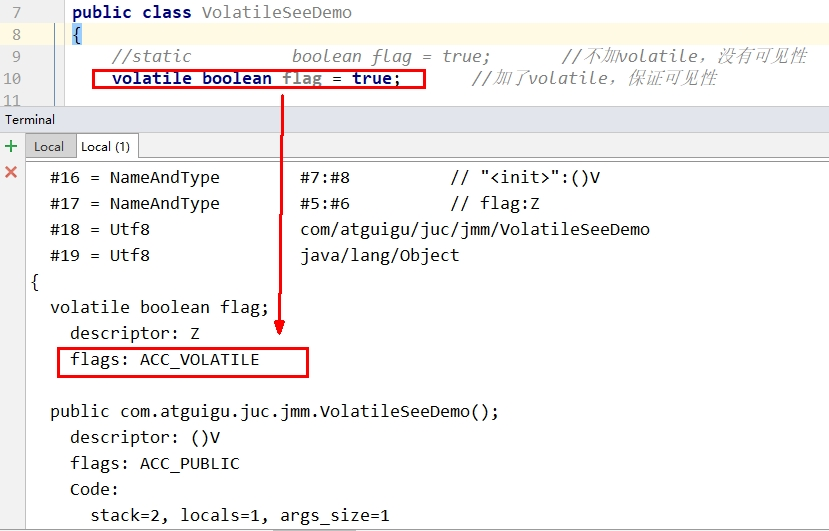 7 public class VolatileSeeDemo
8 {
9 //static boolean flag = true; //不加volatile，没有可见性
10 volatile boolean flag = true; //加了volatile，保证可见性
11
Terminal
+ Local Local (1)
×
#16 = NameAndType #7:#8 // "<init>":()V
#17 = NameAndType #5:#6 // flag:Z
#18 = Utf8 com/atguigu/juc/jmm/VolatileSeeDemo
#19 = Utf8 java/lang/Object
{
volatile boolean flag;
descriptor: Z
flags: ACC_VOLATILE
public com.atguigu.juc.jmm.VolatileSeeDemo();
descriptor: ()V
flags: ACC_PUBLIC
Code:
stack=2, locals=1, args_size=1